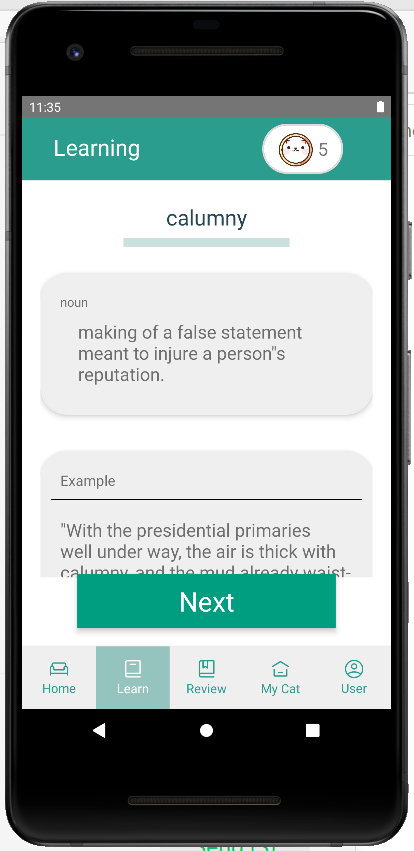 11:35
Learning
5
calumny
noun
making of a false statement
meant to injure a person"s
reputation.
Example
"With the presidential primaries
well under way, the air is thick with
calumny, and the mud already waist-
Next
Home Learn Review My Cat User